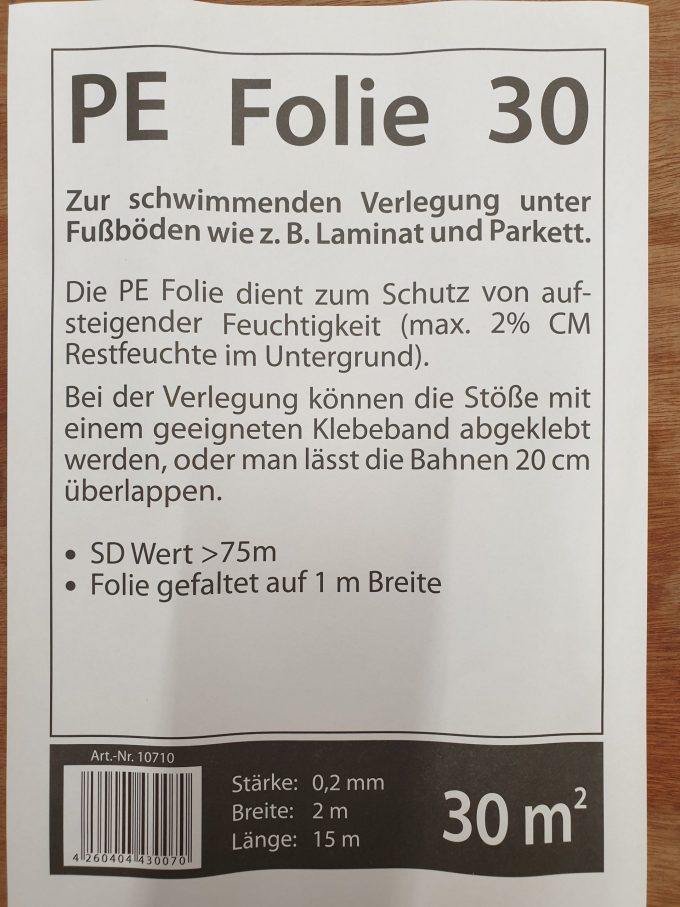 PE Folie 30
Zur schwimmenden Verlegung unter
Fußböden wie z. B. Laminat und Parkett.
Die PE Folie dient zum Schutz von auf-
steigender Feuchtigkeit (max. 2% CM
Restfeuchte im Untergrund).
Bei der Verlegung können die Stöße mit
einem geeigneten Klebeband abgeklebt
werden, oder man lässt die Bahnen 20 cm
überlappen.
• SD Wert >75m
• Folie gefaltet auf 1 m Breite
Art.-Nr. 10710
4 260404 430070
Stärke: 0,2 mm
Breite: 2 m
Länge: 15 m
30 m²